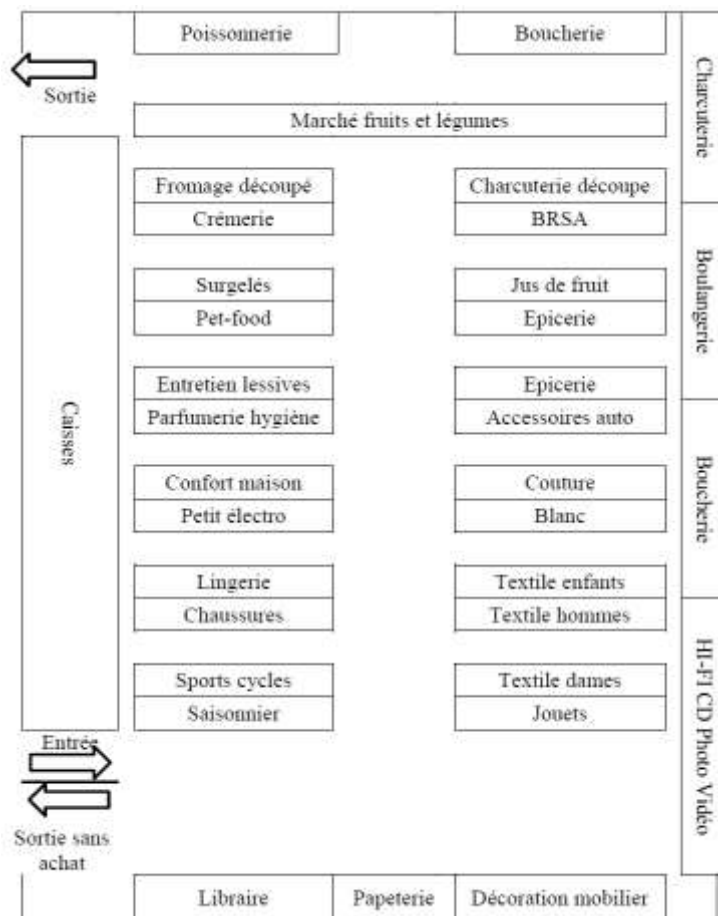 Poissonnerie
Boucherie
Sortie
Marché fruits et légumes
Charcuterie
Fromage découpé
Charcuterie découpe
Crémerie
BRSA
Boulangerie
Surgelés
Jus de fruit
Pet-food
Epicerie
Caisses
Entretien lessives
Epicerie
Parfumerie hygiène
Accessoires auto
Boucherie
Confort maison
Couture
Petit électro
Blanc
Lingerie
Textile enfants
Chaussures
Textile hommes
HI-FI CD Photo Vidéo
Sports cycles
Textile dames
Saisonnier
Jouets
Entrée
Sortie sans
achat
Libraire
Papeterie
Décoration mobilier